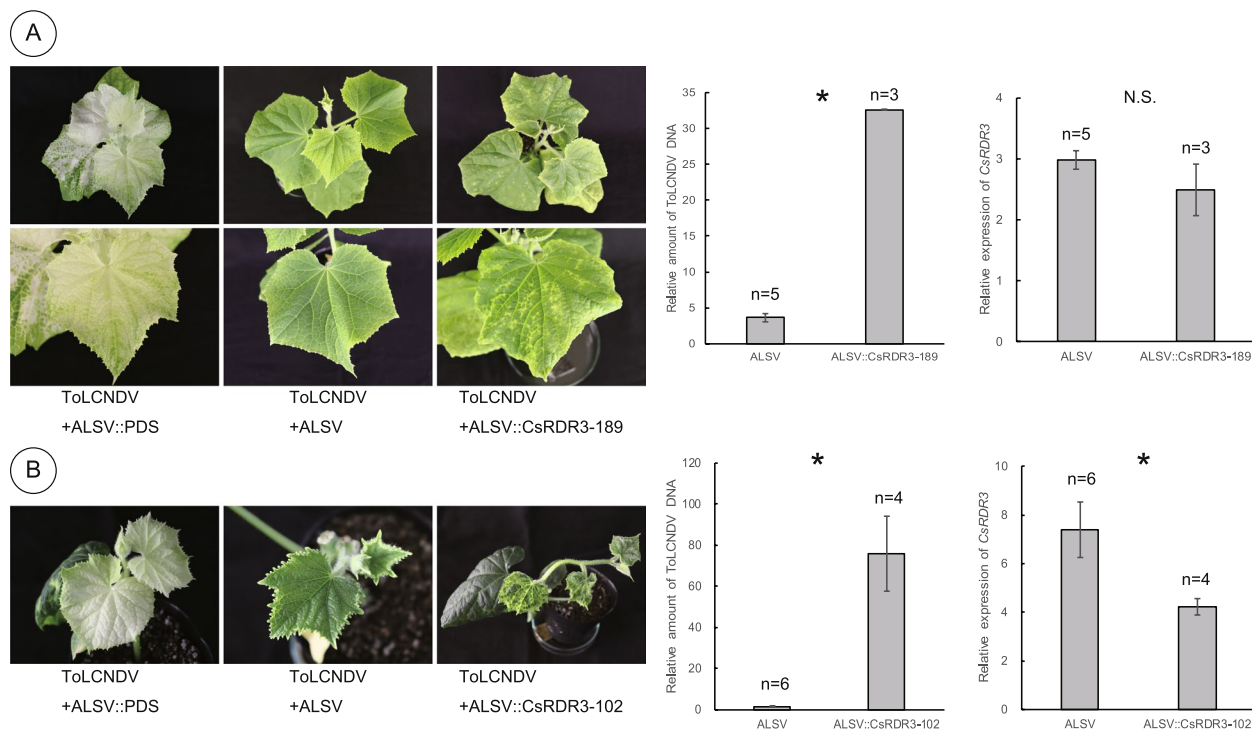 A
ToLCNDV
+ALSV::PDS
ToLCNDV
+ALSV
ToLCNDV
+ALSV::CsRDR3-189
Relative amount of ToLCNDV DNA
35
30
25
20
15
10
5
0
*
n=5
n=3
ALSV
ALSV::CsRDR3-189
Relative expression of CsRDR3
4
3
2
1
0
N.S.
n=5
n=3
ALSV
ALSV::CsRDR3-189
B
ToLCNDV
+ALSV::PDS
ToLCNDV
+ALSV
ToLCNDV
+ALSV::CsRDR3-102
Relative amount of ToLCNDV DNA
120
100
80
60
40
20
0
*
n=6
n=4
ALSV
ALSV::CsRDR3-102
Relative expression of CsRDR3
10
8
6
4
2
0
*
n=6
n=4
ALSV
ALSV::CsRDR3-102